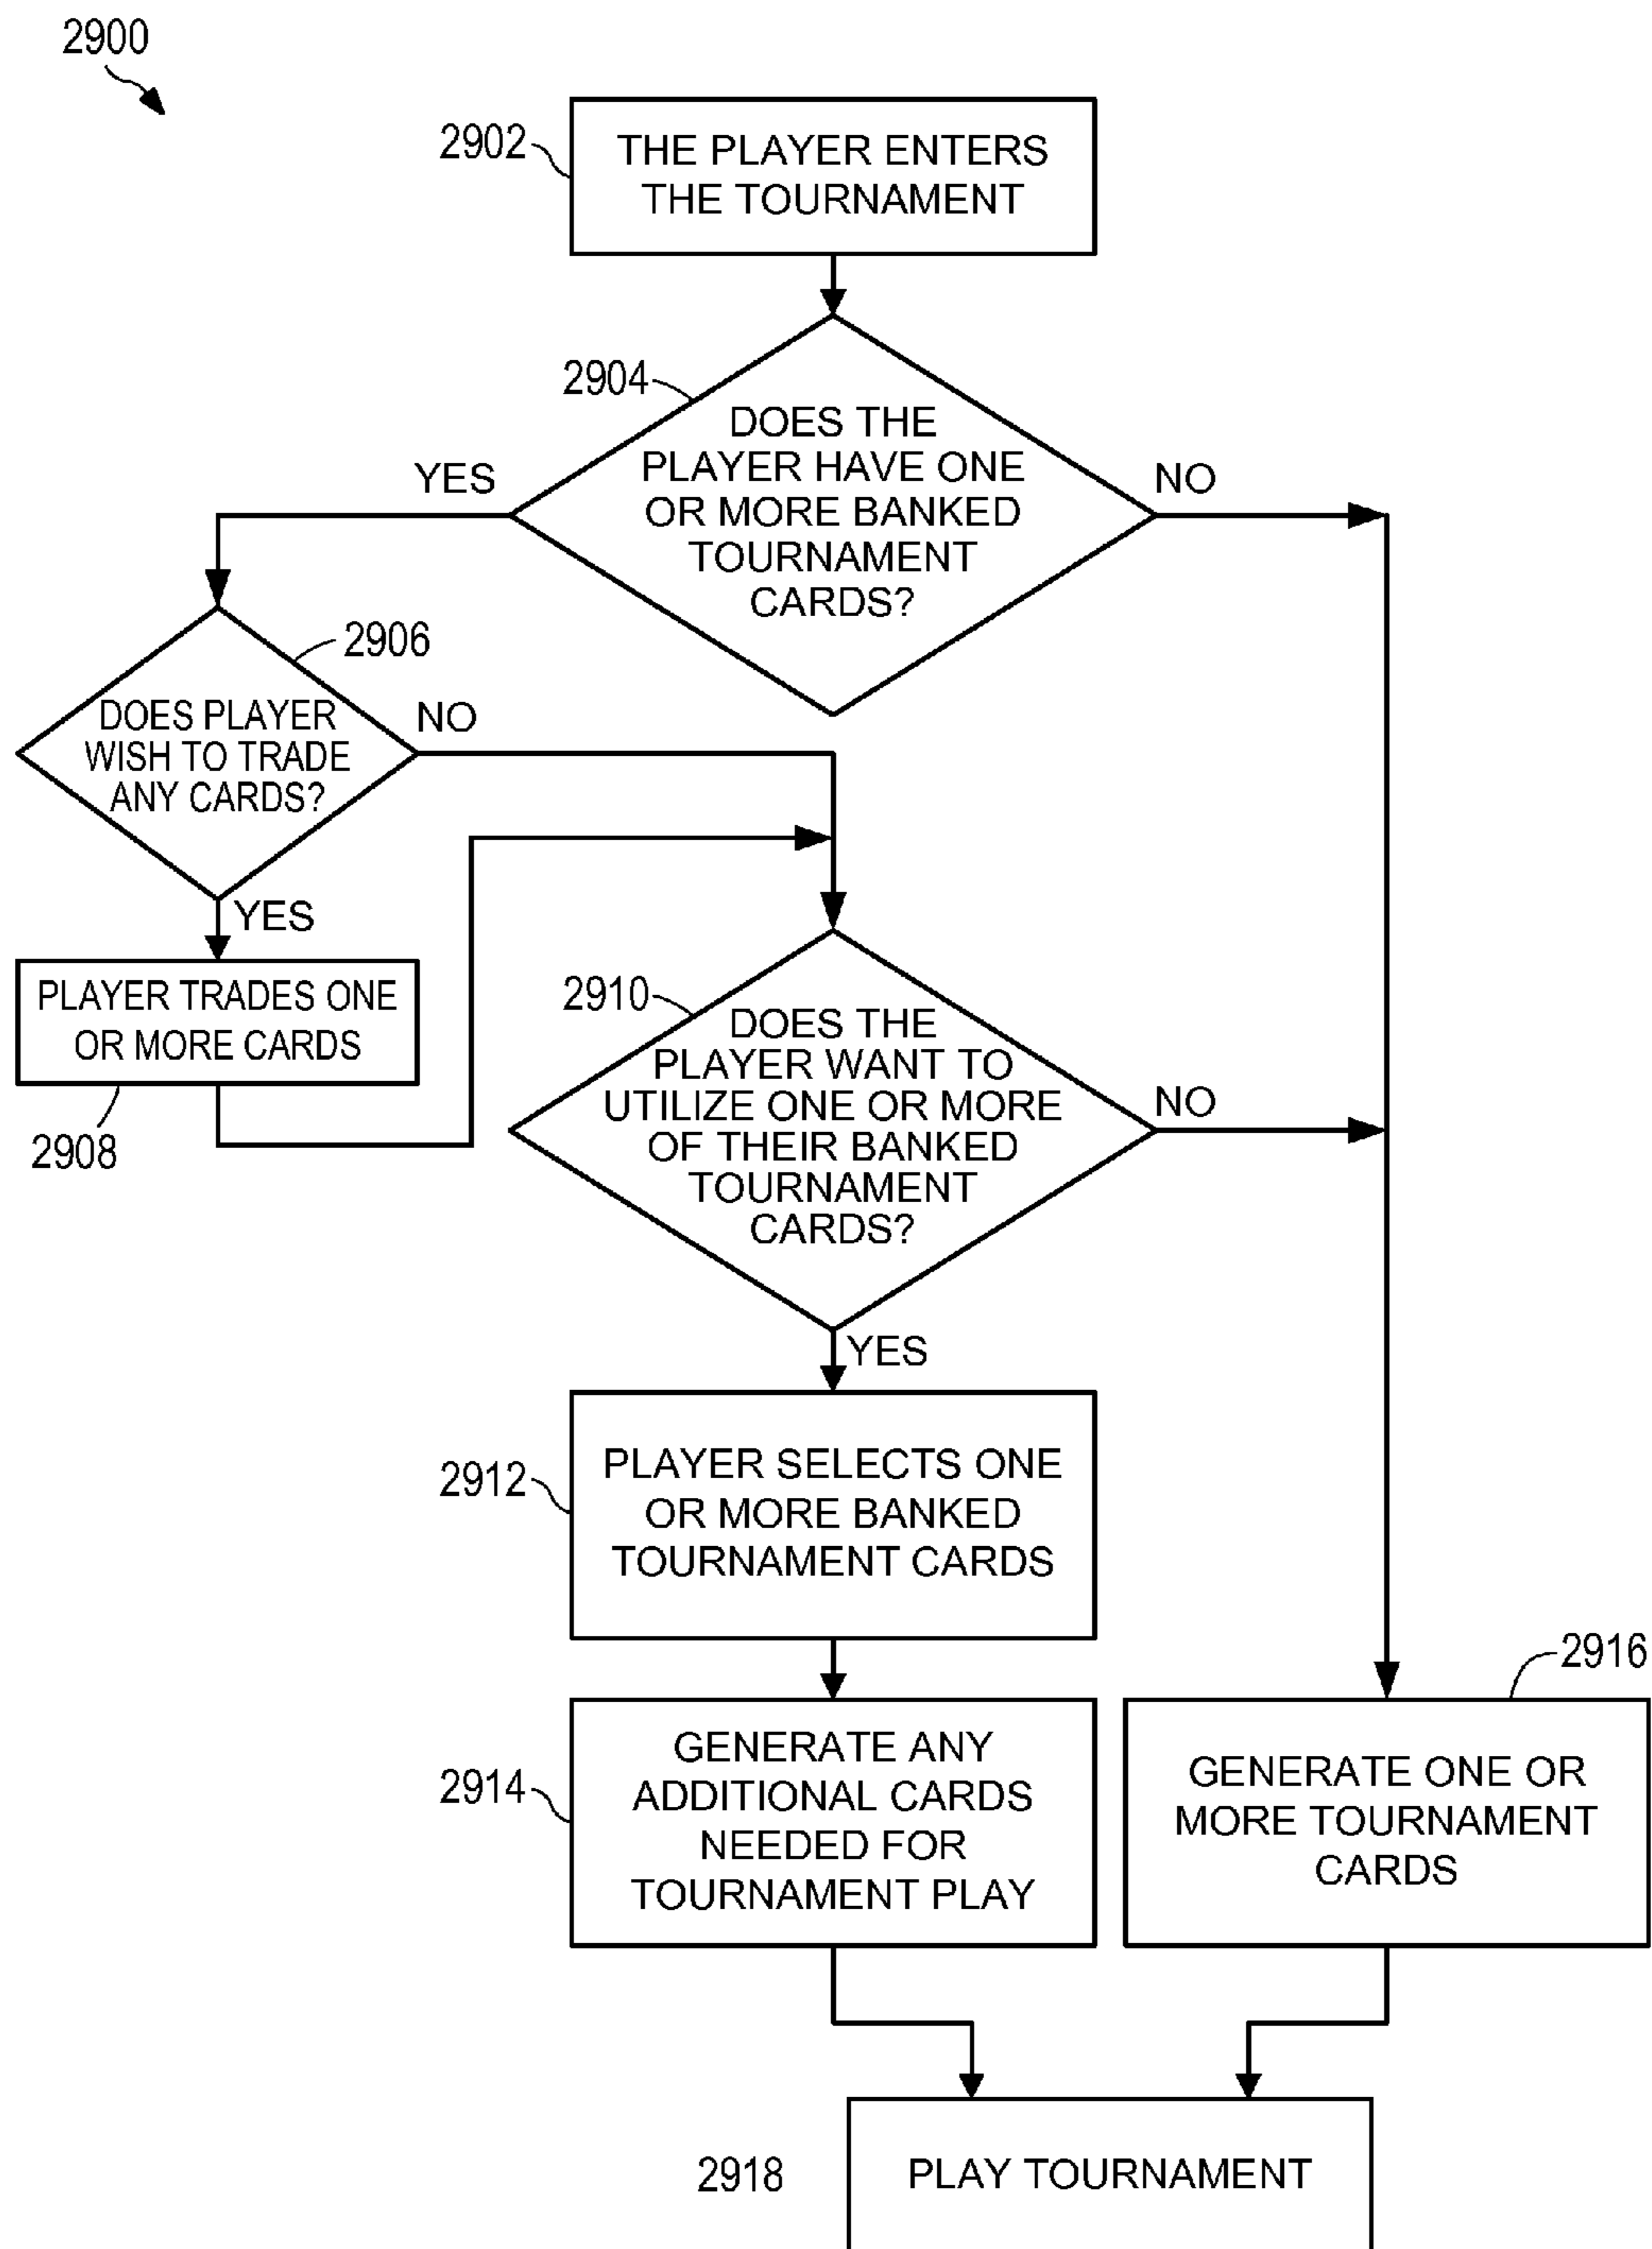 2900
2902
THE PLAYER ENTERS
THE TOURNAMENT
2904
DOES THE
PLAYER HAVE ONE
OR MORE BANKED
TOURNAMENT
CARDS?
YES
NO
2906
DOES PLAYER
WISH TO TRADE
ANY CARDS?
NO
YES
PLAYER TRADES ONE
OR MORE CARDS
2908
2910
DOES THE
PLAYER WANT TO
UTILIZE ONE OR MORE
OF THEIR BANKED
TOURNAMENT
CARDS?
NO
YES
2912
PLAYER SELECTS ONE
OR MORE BANKED
TOURNAMENT CARDS
2914
GENERATE ANY
ADDITIONAL CARDS
NEEDED FOR
TOURNAMENT PLAY
2916
GENERATE ONE OR
MORE TOURNAMENT
CARDS
2918
PLAY TOURNAMENT